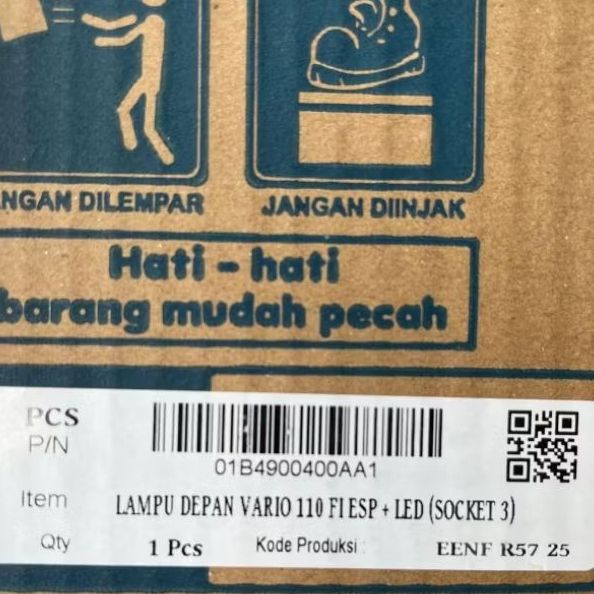 NGAN DILEMPAR
JANGAN DIINJAK
Hati - hati
barang mudah pecah
PCS
P/N
01B4900400AA1
Item LAMPU DEPAN VARIO 110 FI ESP + LED (SOCKET 3)
Qty 1 Pcs Kode Produksi : EENF R57 25